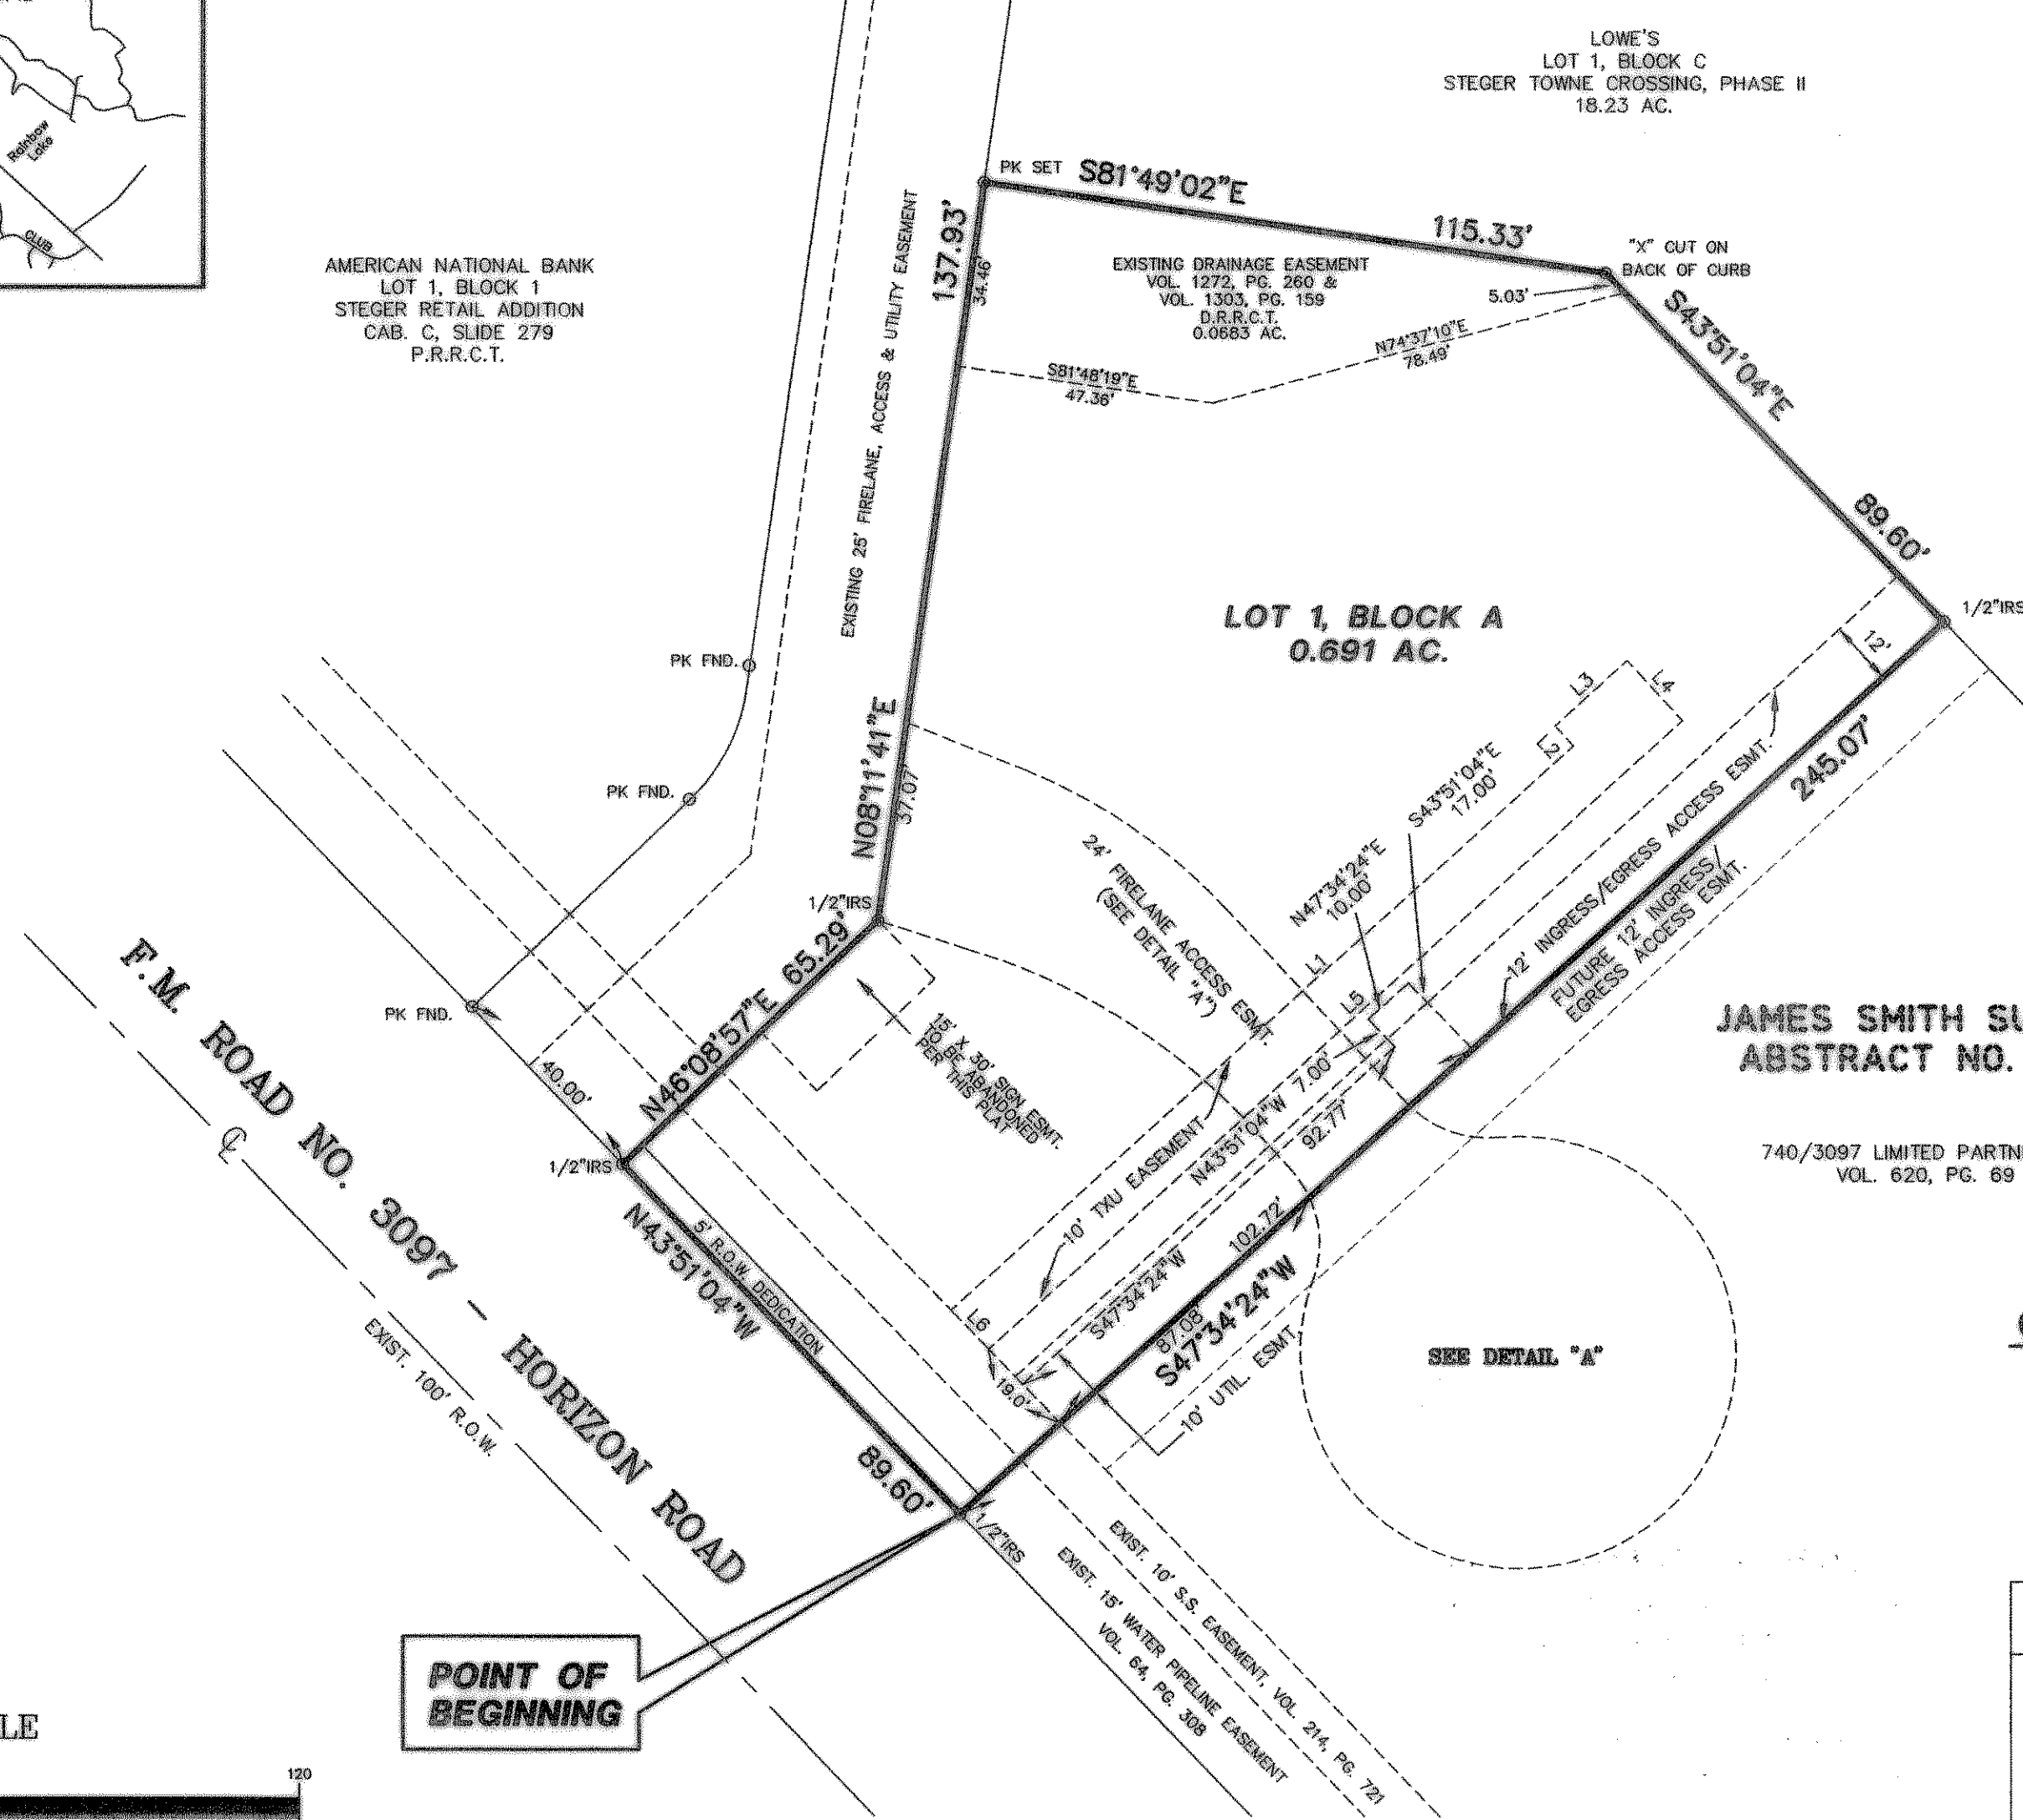 Rainbow
Lake
CLUB
LOWE'S
LOT 1, BLOCK C
STEGER TOWNE CROSSING, PHASE II
18.23 AC.
AMERICAN NATIONAL BANK
LOT 1, BLOCK 1
STEGER RETAIL ADDITION
CAB. C, SLIDE 279
P.R.R.C.T.
PK SET
S81°49'02"E
115.33'
"X" CUT ON
BACK OF CURB
137.93'
34.46'
EXISTING DRAINAGE EASEMENT
VOL. 1272, PG. 260 &
VOL. 1303, PG. 159
D.R.R.C.T.
0.0683 AC.
5.03'
N74°37'10"E
78.49'
S81°48'19"E
47.36'
S43°51'04"E
89.60'
EXISTING 25' FIRELANE, ACCESS & UTILITY EASEMENT
LOT 1, BLOCK A
0.691 AC.
1/2"IRS
12'
PK FND.
L3
L4
L2
245.07'
N08°11'41"E
37.07'
PK FND.
S43°51'04"E
17.00'
N47°34'24"E
10.00'
24' FIRELANE ACCESS ESMT.
(SEE DETAIL "A")
12' INGRESS/EGRESS ACCESS ESMT.
FUTURE 12' INGRESS/
EGRESS ACCESS ESMT.
1/2"IRS
L1
L5
N46°08'57"E 65.29'
PK FND.
40.00'
15' X 30' SIGN ESMT.
TO BE ABANDONED
PER THIS PLAT
JAMES SMITH SU
ABSTRACT NO.
F.M. ROAD NO. 3097 - HORIZON ROAD
EXIST. 100' R.O.W.
1/2"IRS
10' TXU EASEMENT
N43°51'04"W 7.00'
92.77'
740/3097 LIMITED PARTN
VOL. 620, PG. 69
N43°51'04"W
89.60'
5' R.O.W. DEDICATION
S47°34'24"W
102.72'
87.08'
S47°34'24"W
L6
19.0'
10' UTIL. ESMT.
SEE DETAIL "A"
1/2"IRS
EXIST. 10' S.S. EASEMENT, VOL. 214, PG. 721
EXIST. 15' WATER PIPELINE EASEMENT
VOL. 64, PG. 308
POINT OF
BEGINNING
LE
120